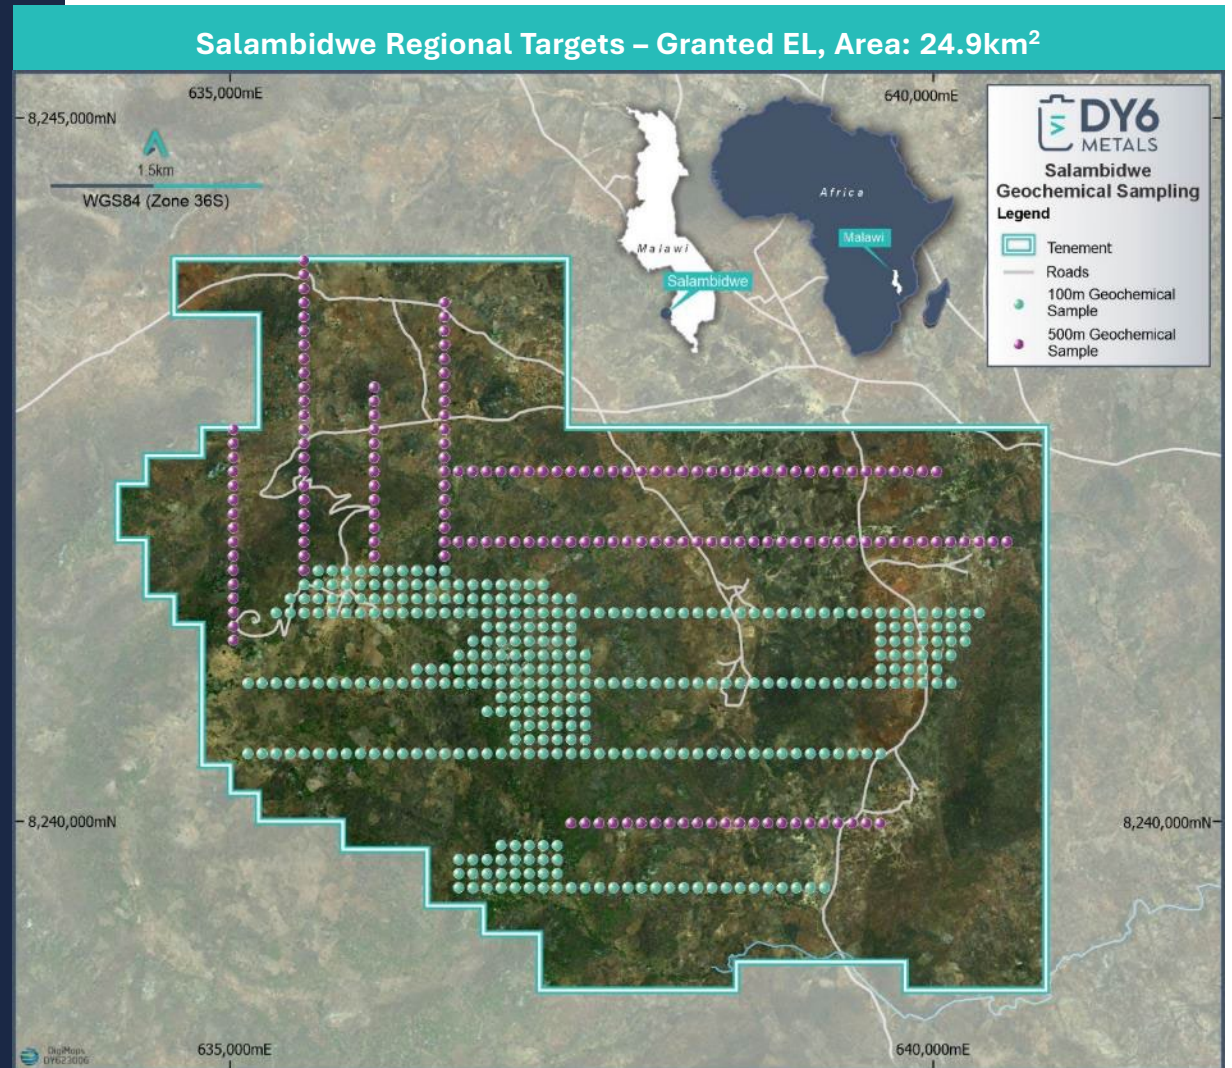 Salambidwe Regional Targets – Granted EL, Area: 24.9km²
635,000mE
640,000mE
8,245,000mN
1.5km
WGS84 (Zone 36S)
DY6
METALS
Salambidwe
Geochemical Sampling
Legend
Tenement
Roads
100m Geochemical
Sample
500m Geochemical
Sample
Africa
Malawi
Malawi
Salambidwe
8,240,000mN
8,240,000mN
635,000mE
640,000mE
DigiMaps
DY623006